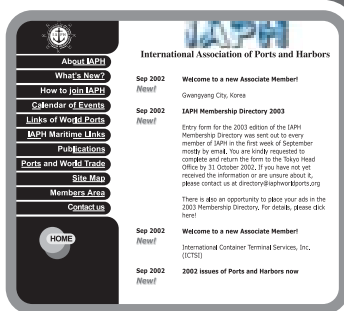 IAPH
International Association of Ports and Harbors
About IAPH
What's New?
How to join IAPH
Calendar of Events
Links of World Ports
IAPH Maritime Links
Publications
Ports and World Trade
Site Map
Members Area
Contact us
HOME
Sep 2002 Welcome to a new Associate Member!
New!
Gwangyang City, Korea
Sep 2002 IAPH Membership Directory 2003
New!
Entry form for the 2003 edition of the IAPH
Membership Directory was sent out to every
member of IAPH in the first week of September
mostly by email. You are kindly requested to
complete and return the form to the Tokyo Head
Office by 31 October 2002. If you have not yet
received the information or are unsure about it,
please contact us at directory@iaphworldports.org
There is also an opportunity to place your ads in the
2003 Membership Directory. For details, please click
here!
Sep 2002 Welcome to a new Associate Member!
New!
International Container Terminal Services, Inc.
(ICTSI)
Sep 2002 2002 issues of Ports and Harbors now
New!